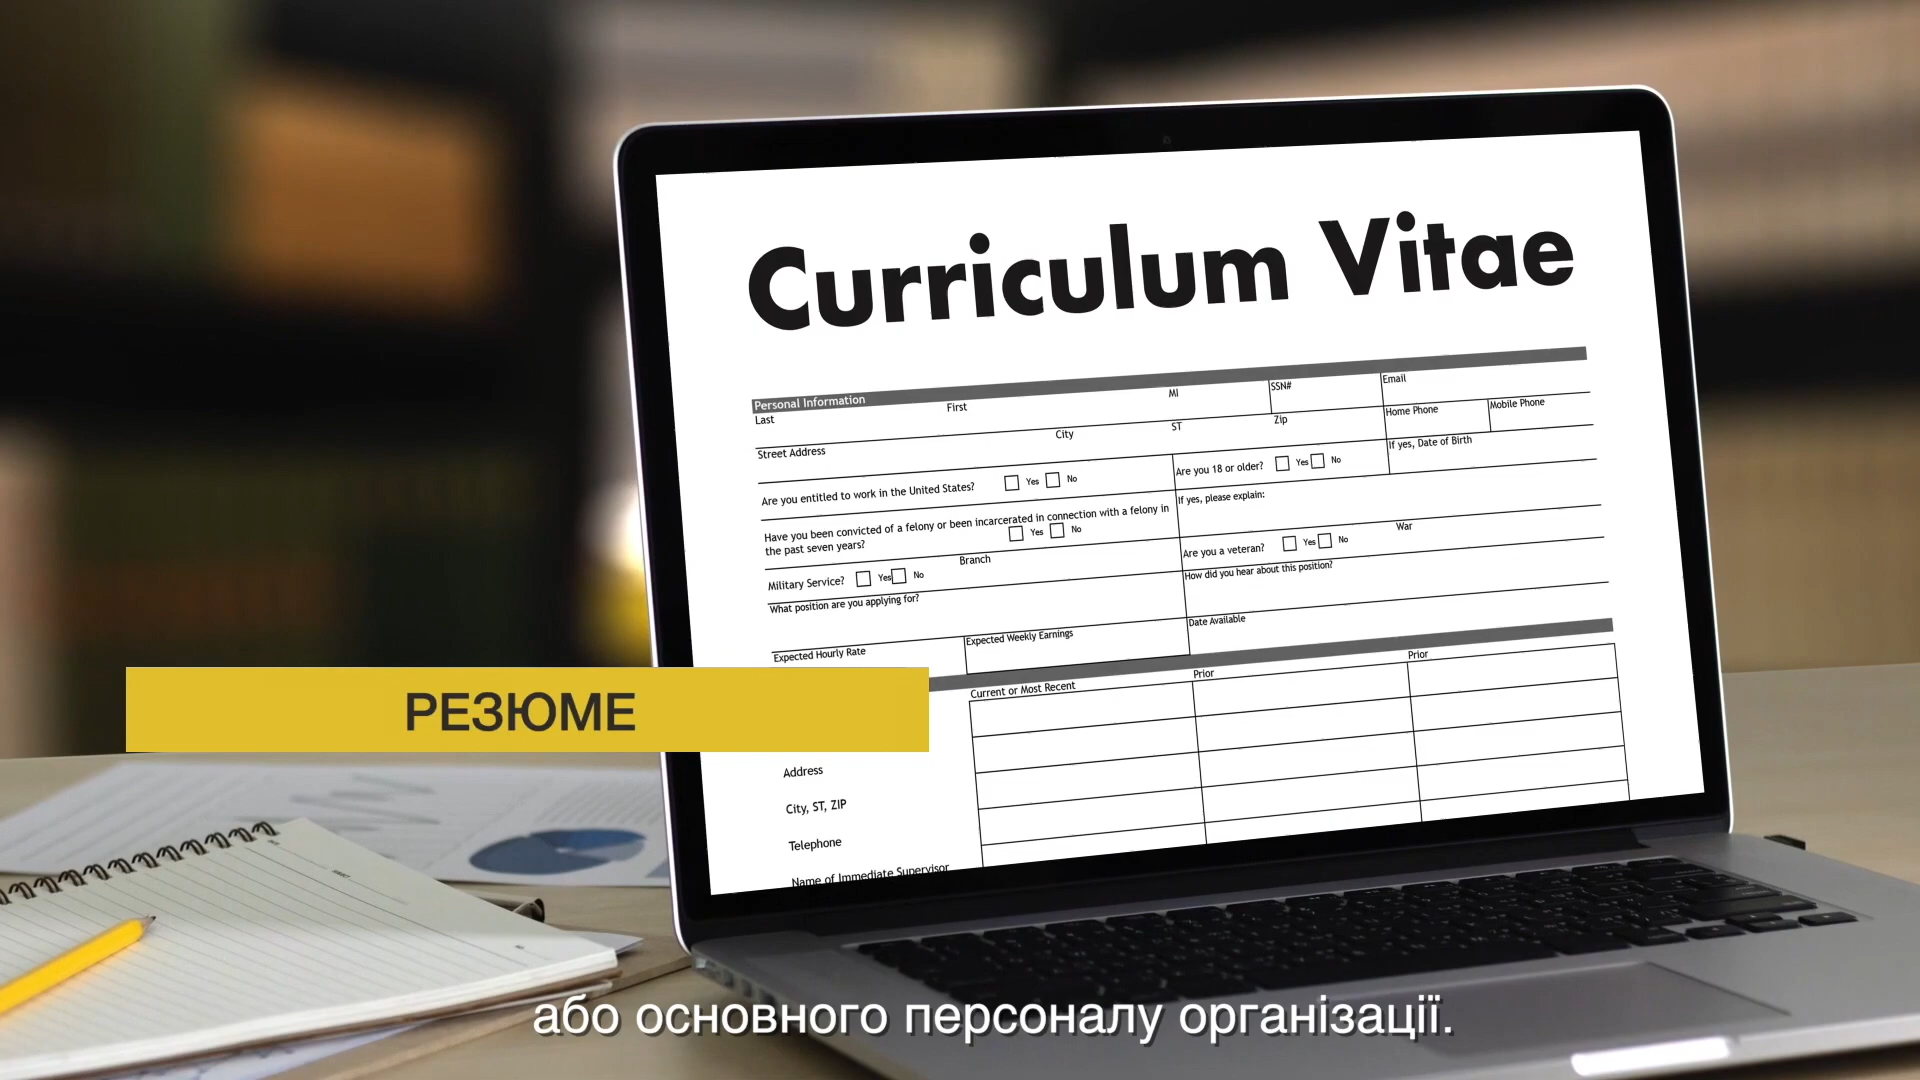 Curriculum Vitae
Personal Information
Last First MI SSN# Email
Street Address City ST Zip Home Phone Mobile Phone
Are you entitled to work in the United States? Yes No Are you 18 or older? Yes No If yes, Date of Birth
Have you been convicted of a felony or been incarcerated in connection with a felony in If yes, please explain:
the past seven years? Yes No
Military Service? Yes No Branch Are you a veteran? Yes No War
What position are you applying for? How did you hear about this position?
Expected Hourly Rate Expected Weekly Earnings Date Available
Current or Most Recent Prior Prior
РЕЗЮМЕ
Address
City, ST, ZIP
Telephone
Name of Immediate Supervisor
або основного персоналу організації.